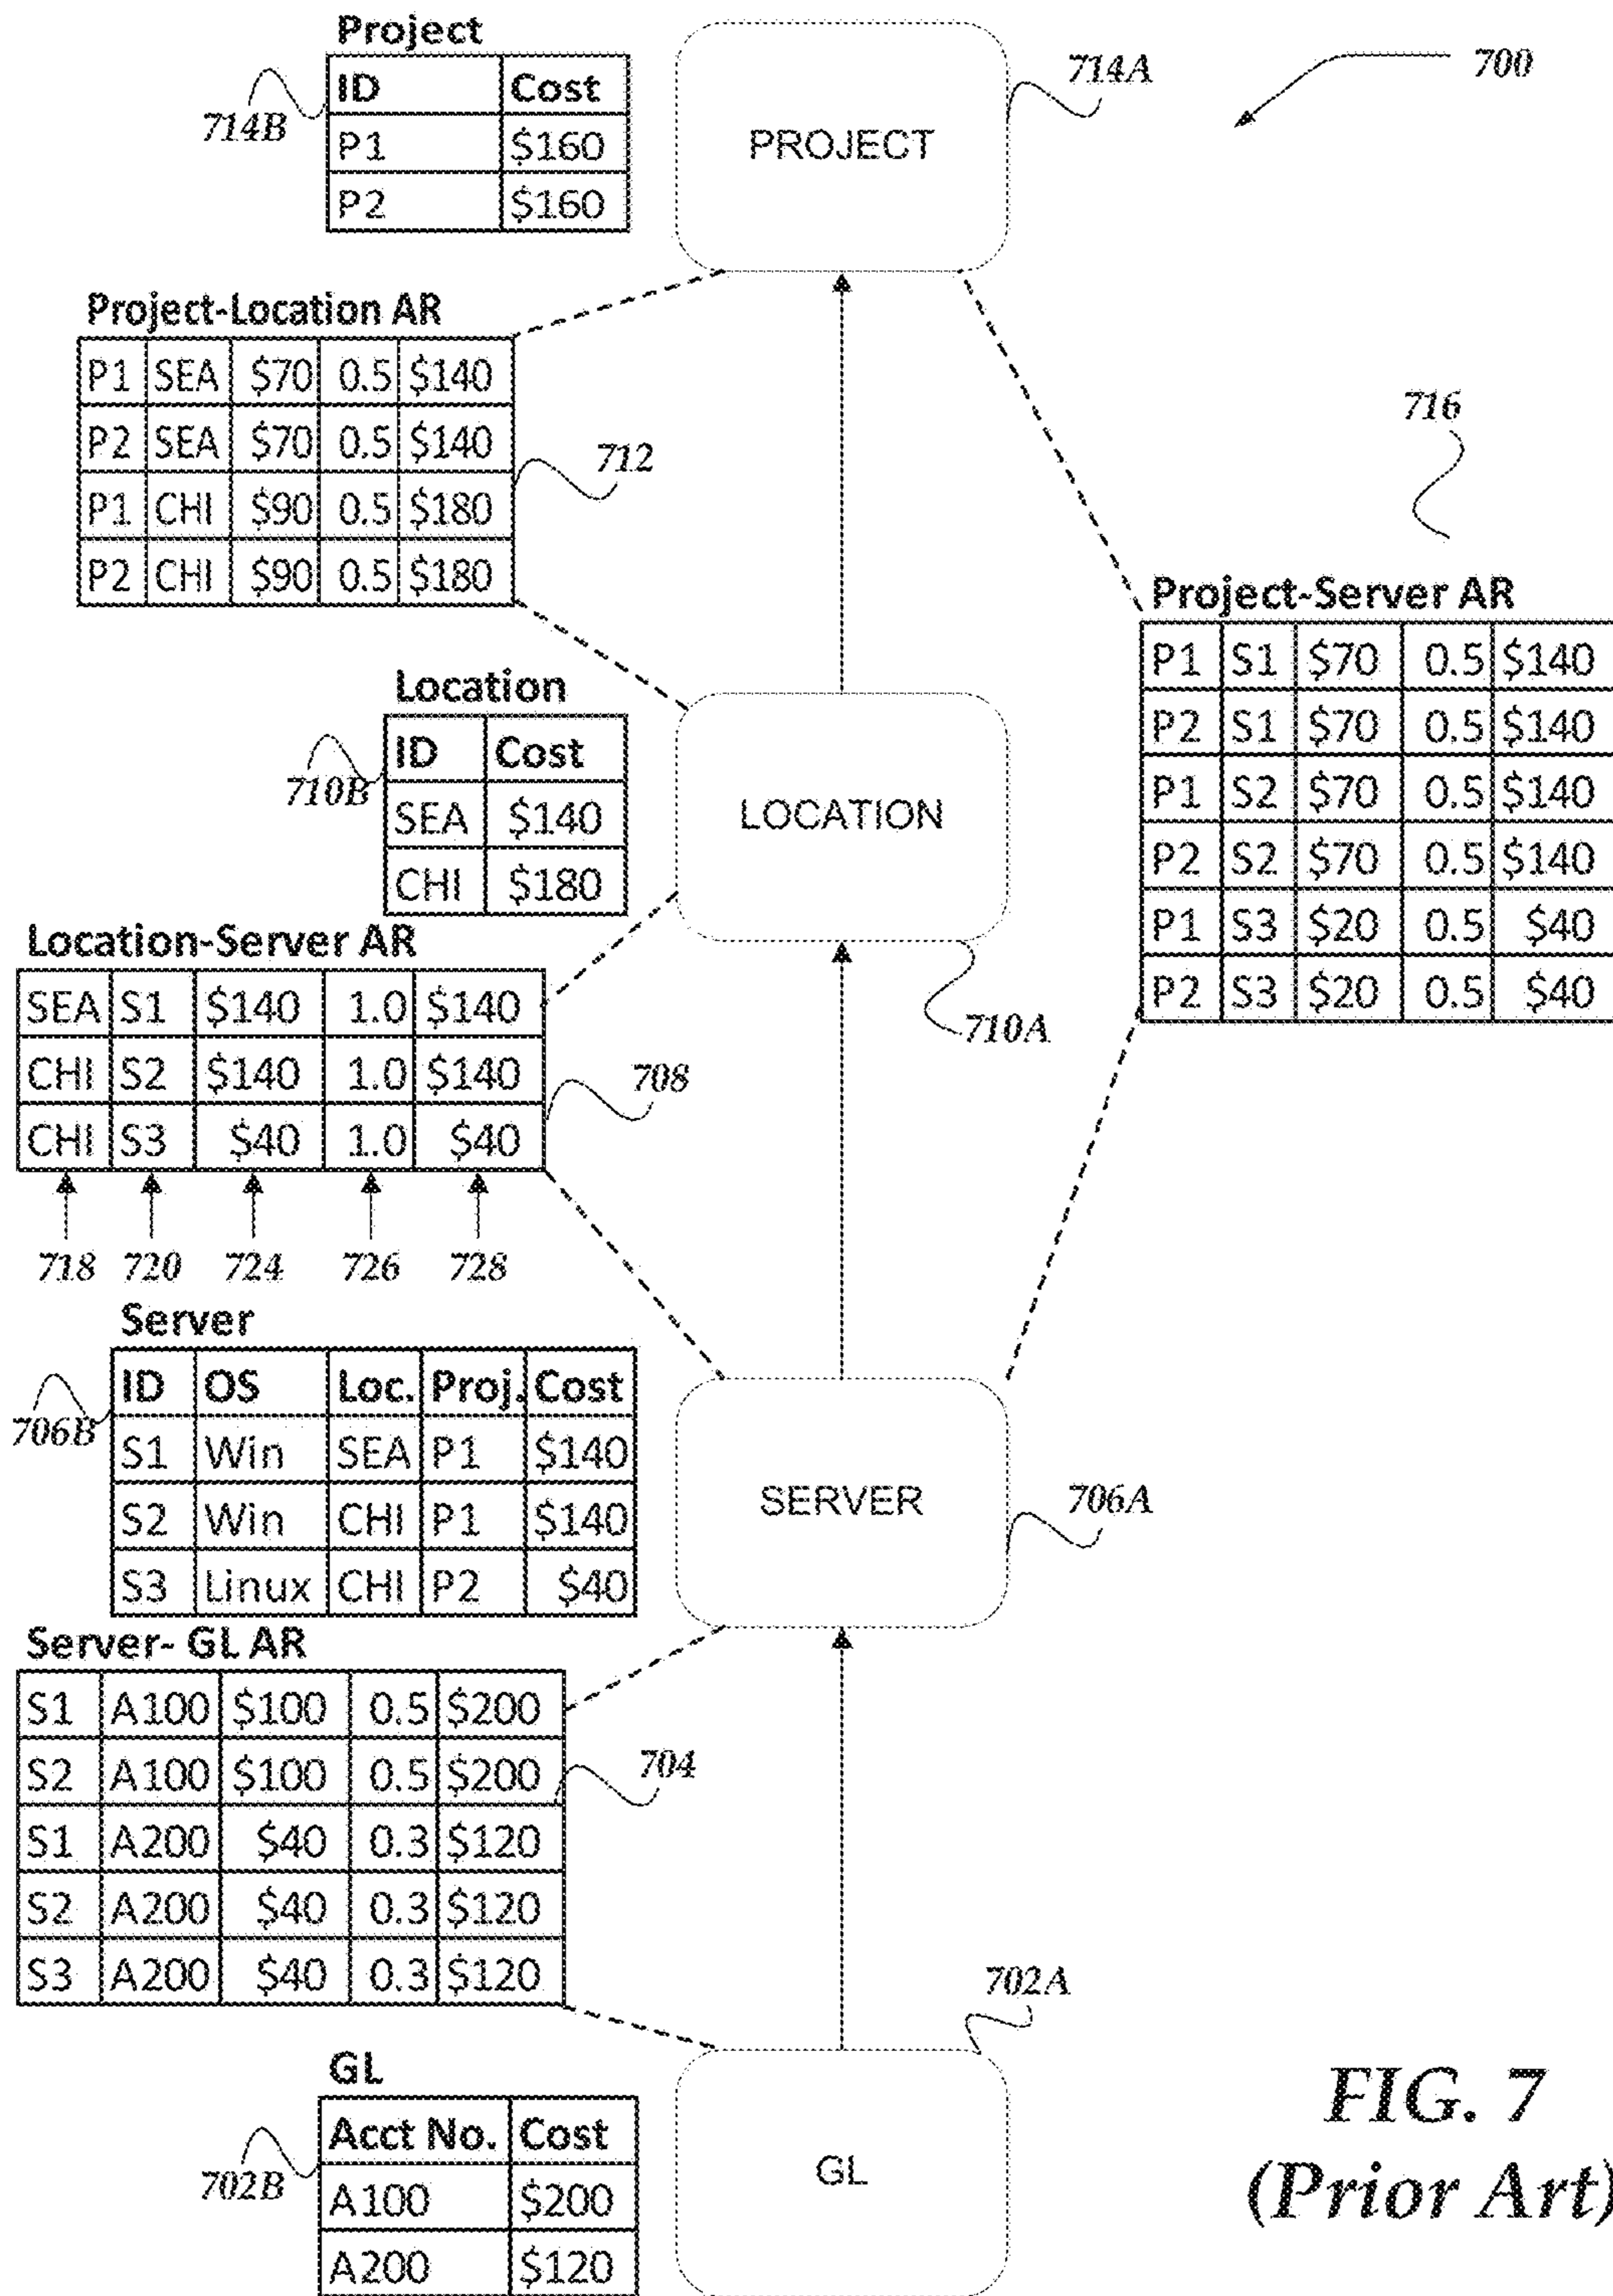 Project
ID Cost
P1 $160
P2 $160
714B
PROJECT
714A
700
Project-Location AR
P1 SEA $70 0.5 $140
P2 SEA $70 0.5 $140
P1 CHI $90 0.5 $180
P2 CHI $90 0.5 $180
712
716
Project-Server AR
P1 S1 $70 0.5 $140
P2 S1 $70 0.5 $140
P1 S2 $70 0.5 $140
P2 S2 $70 0.5 $140
P1 S3 $20 0.5 $40
P2 S3 $20 0.5 $40
Location
ID Cost
SEA $140
CHI $180
710B
LOCATION
710A
Location-Server AR
SEA S1 $140 1.0 $140
CHI S2 $140 1.0 $140
CHI S3 $40 1.0 $40
708
718 720 724 726 728
Server
ID OS Loc. Proj. Cost
S1 Win SEA P1 $140
S2 Win CHI P1 $140
S3 Linux CHI P2 $40
706B
SERVER
706A
Server- GL AR
S1 A100 $100 0.5 $200
S2 A100 $100 0.5 $200
S1 A200 $40 0.3 $120
S2 A200 $40 0.3 $120
S3 A200 $40 0.3 $120
704
702A
GL
Acct No. Cost
A100 $200
A200 $120
702B
GL
FIG. 7
(Prior Art)